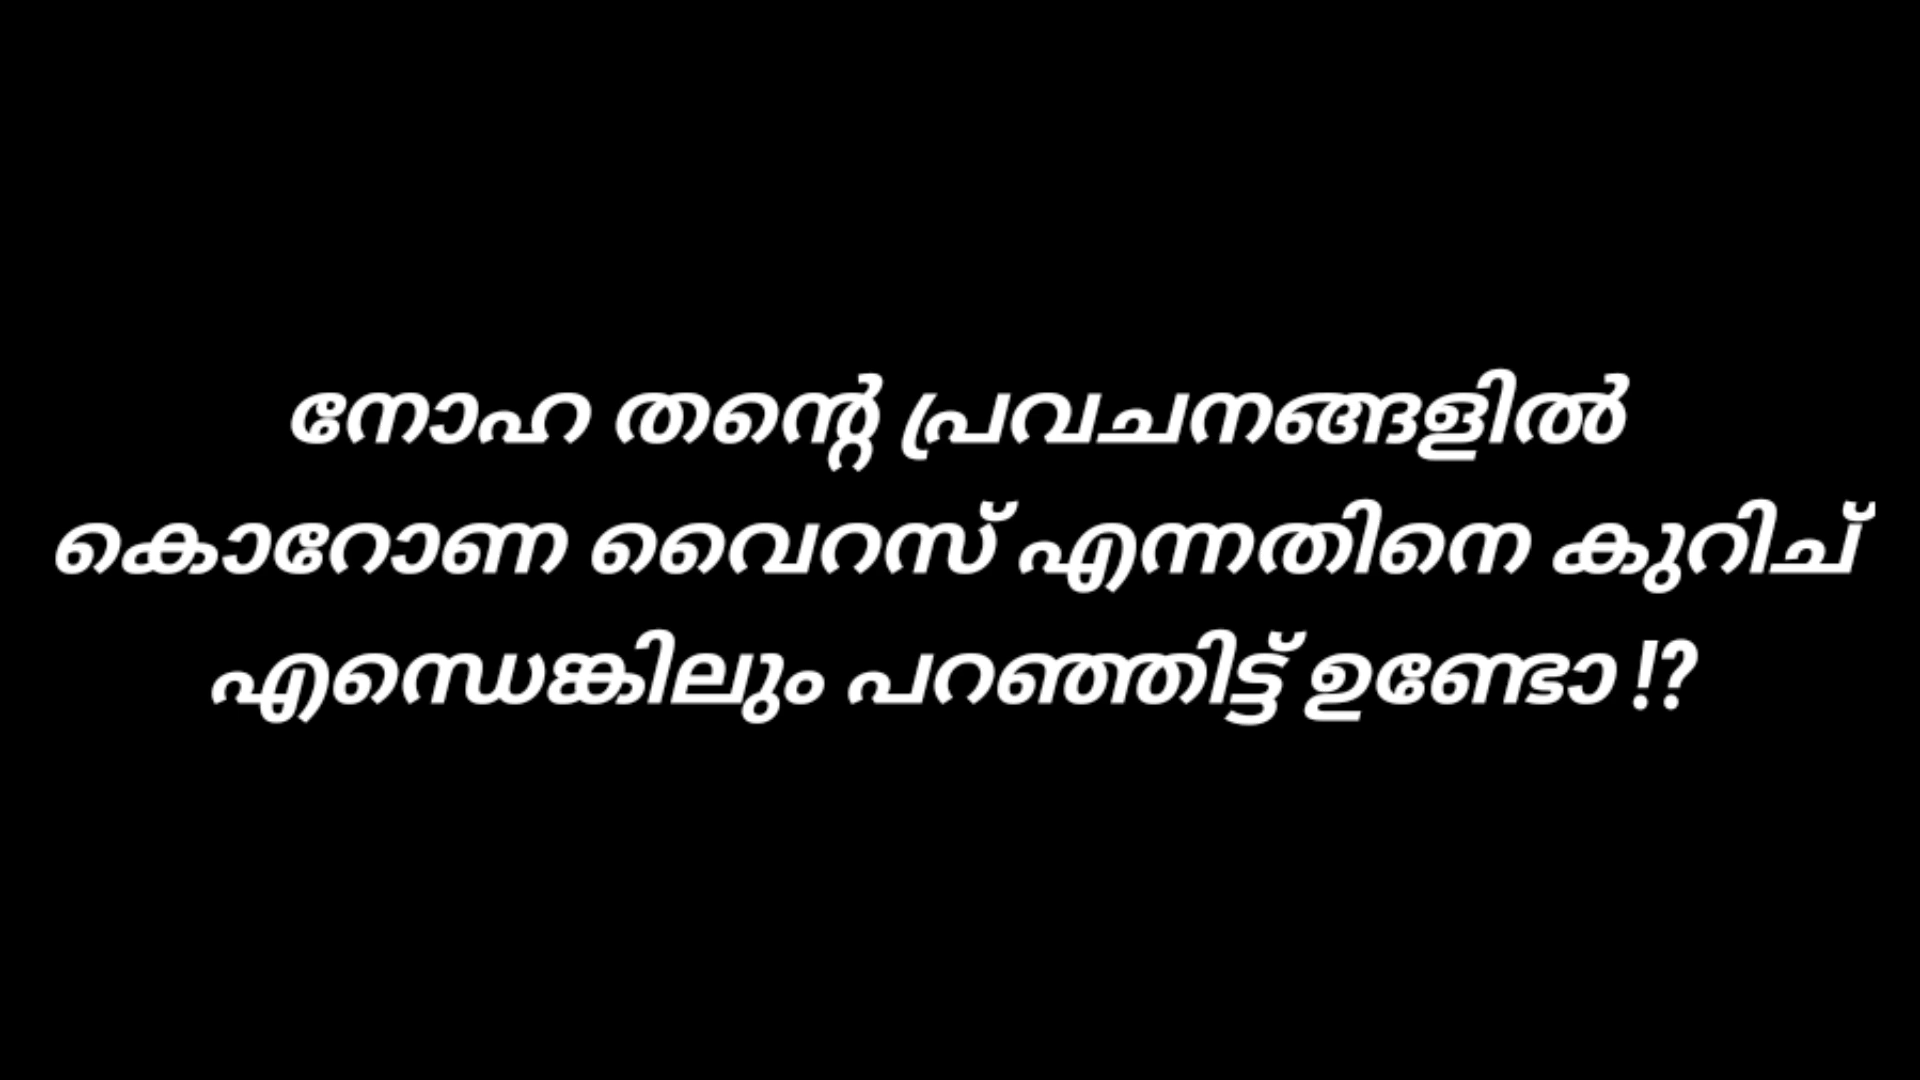 നോഹ തന്റെ പ്രവചനങ്ങളിൽ
കൊറോണ വൈറസ് എന്നതിനെ കുറിച്
എന്ധെങ്കിലും പറഞ്ഞിട്ട് ഉണ്ടോ !?